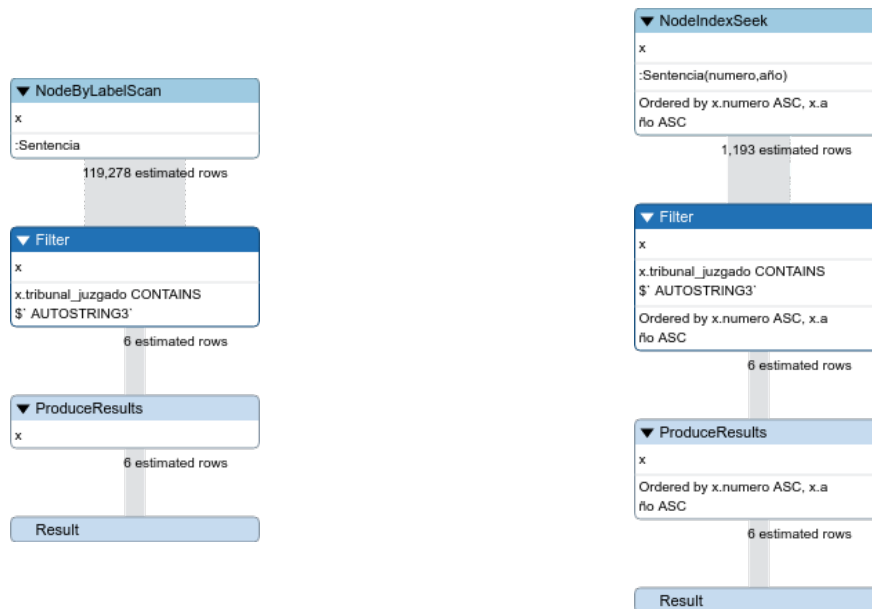 NodeByLabelScan
x
:Sentencia
119,278 estimated rows
Filter
x
x.tribunal_juzgado CONTAINS
$` AUTOSTRING3`
6 estimated rows
ProduceResults
x
6 estimated rows
Result
NodeIndexSeek
x
:Sentencia(numero,año)
Ordered by x.numero ASC, x.a
ño ASC
1,193 estimated rows
Filter
x
x.tribunal_juzgado CONTAINS
$` AUTOSTRING3`
Ordered by x.numero ASC, x.a
ño ASC
6 estimated rows
ProduceResults
x
Ordered by x.numero ASC, x.a
ño ASC
6 estimated rows
Result